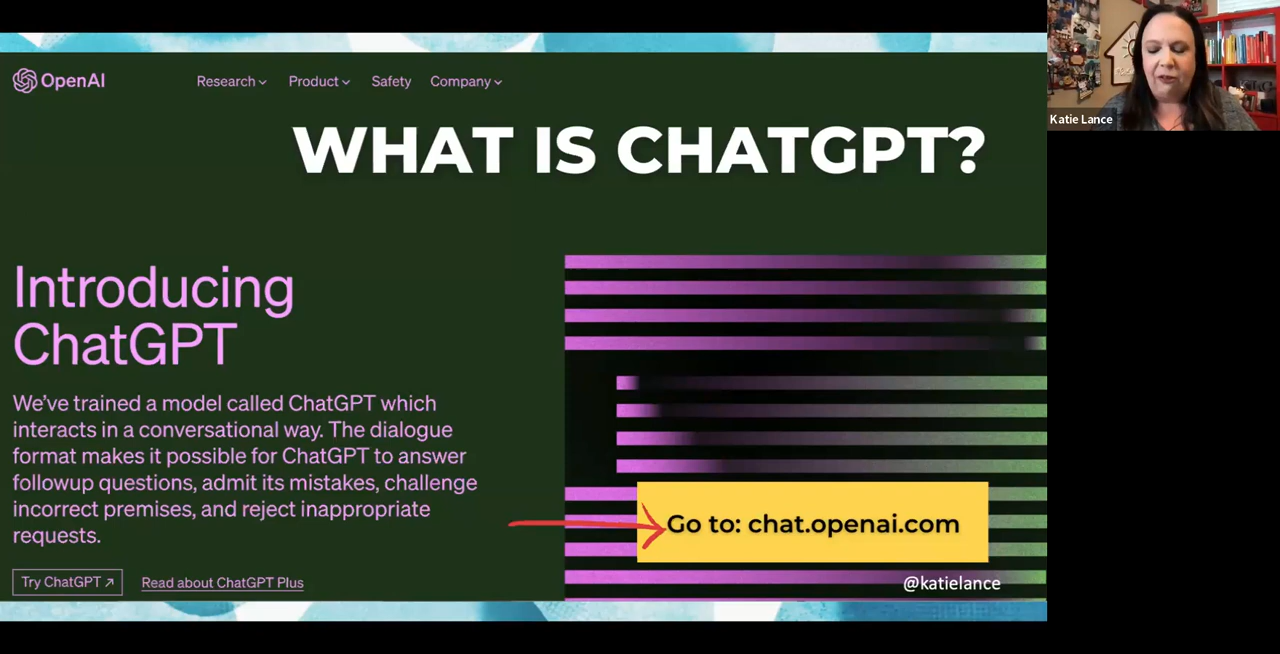 OpenAI
Research Product Safety Company
WHAT IS CHATGPT?
Introducing
ChatGPT
We've trained a model called ChatGPT which
interacts in a conversational way. The dialogue
format makes it possible for ChatGPT to answer
followup questions, admit its mistakes, challenge
incorrect premises, and reject inappropriate
requests.
Try ChatGPT ↗
Read about ChatGPT Plus
Go to: chat.openai.com
@katielance
Katie Lance